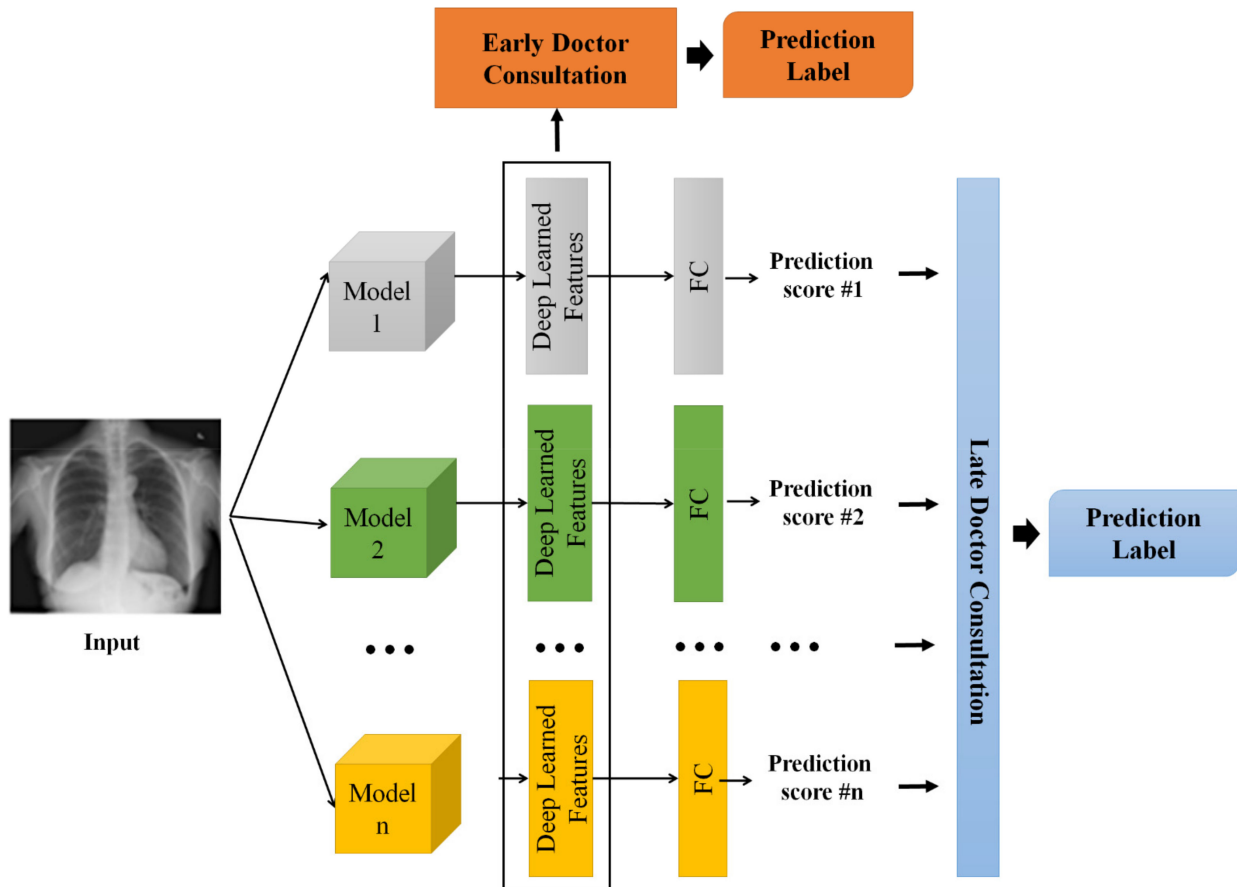 Early Doctor
Consultation
Prediction
Label
Model
1
Deep Learned
Features
FC
Prediction
score #1
Model
2
Deep Learned
Features
FC
Prediction
score #2
Input
Model
n
Deep Learned
Features
FC
Prediction
score #n
Late Doctor Consultation
Prediction
Label